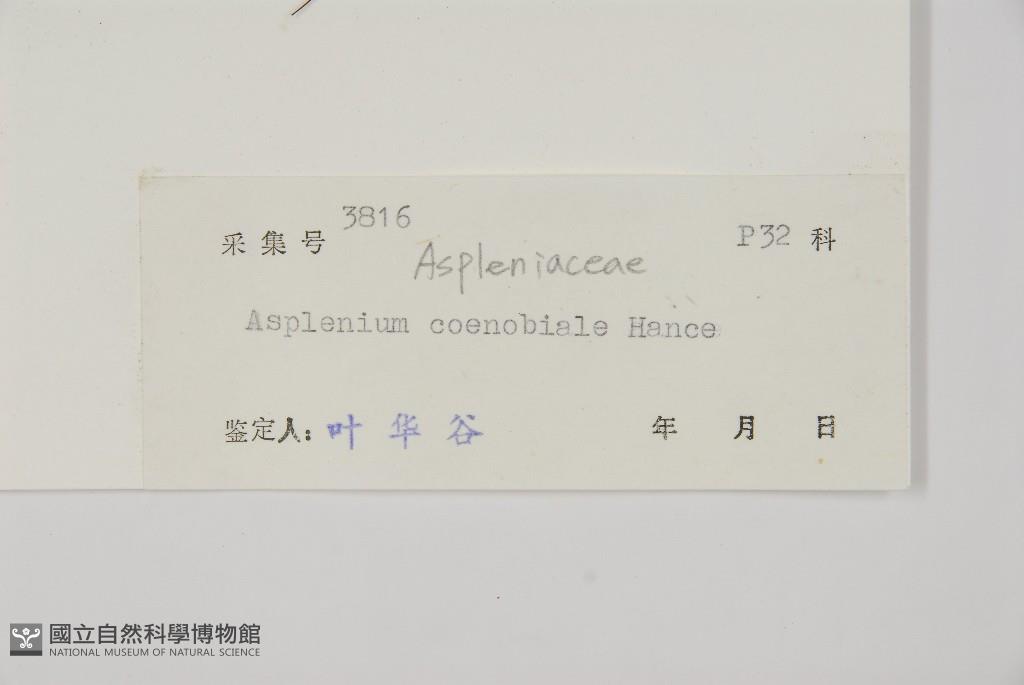 采集号 3816 P32 科
Aspleniaceae
Asplenium coenobiale Hance
鉴定人：叶华谷 年 月 日
國立自然科學博物館
NATIONAL MUSEUM OF NATURAL SCIENCE